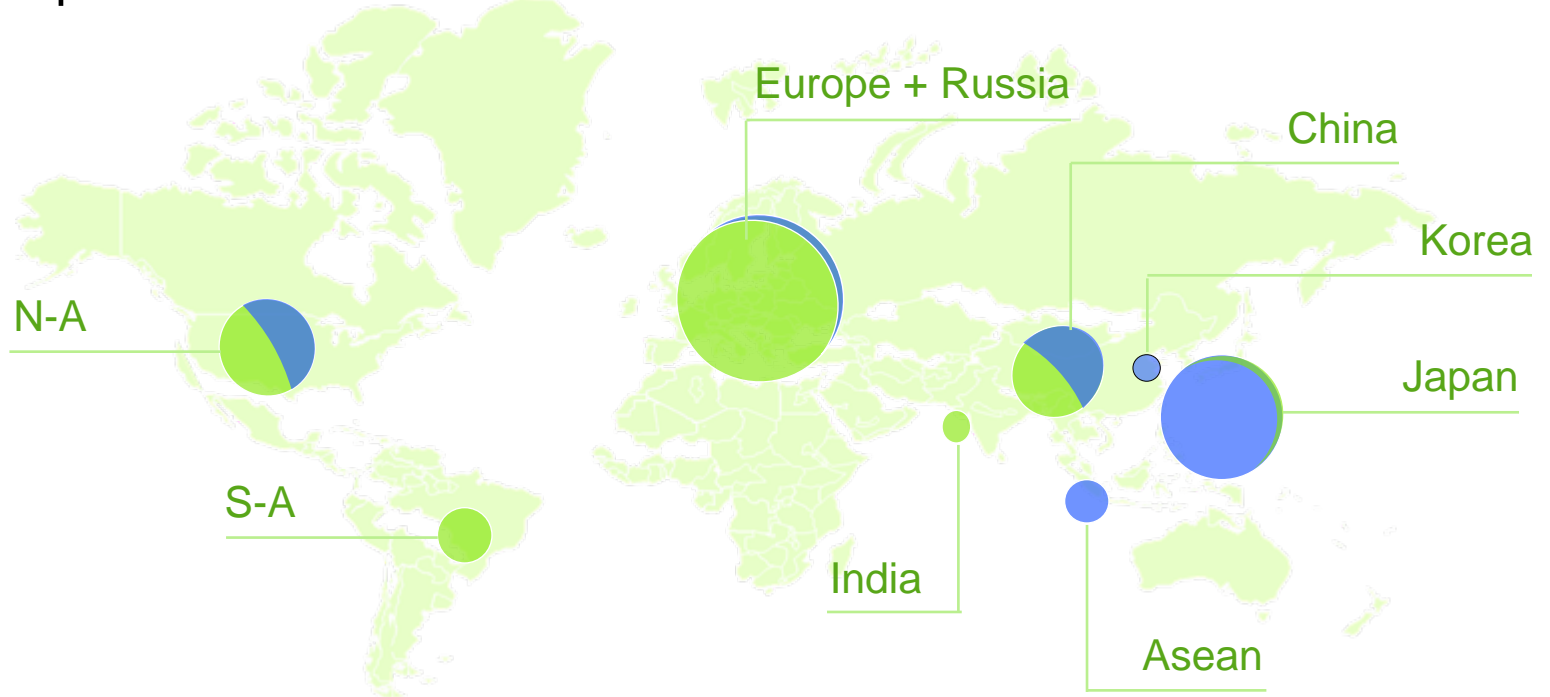 Europe + Russia
China
Korea
N-A
Japan
S-A
India
Asean